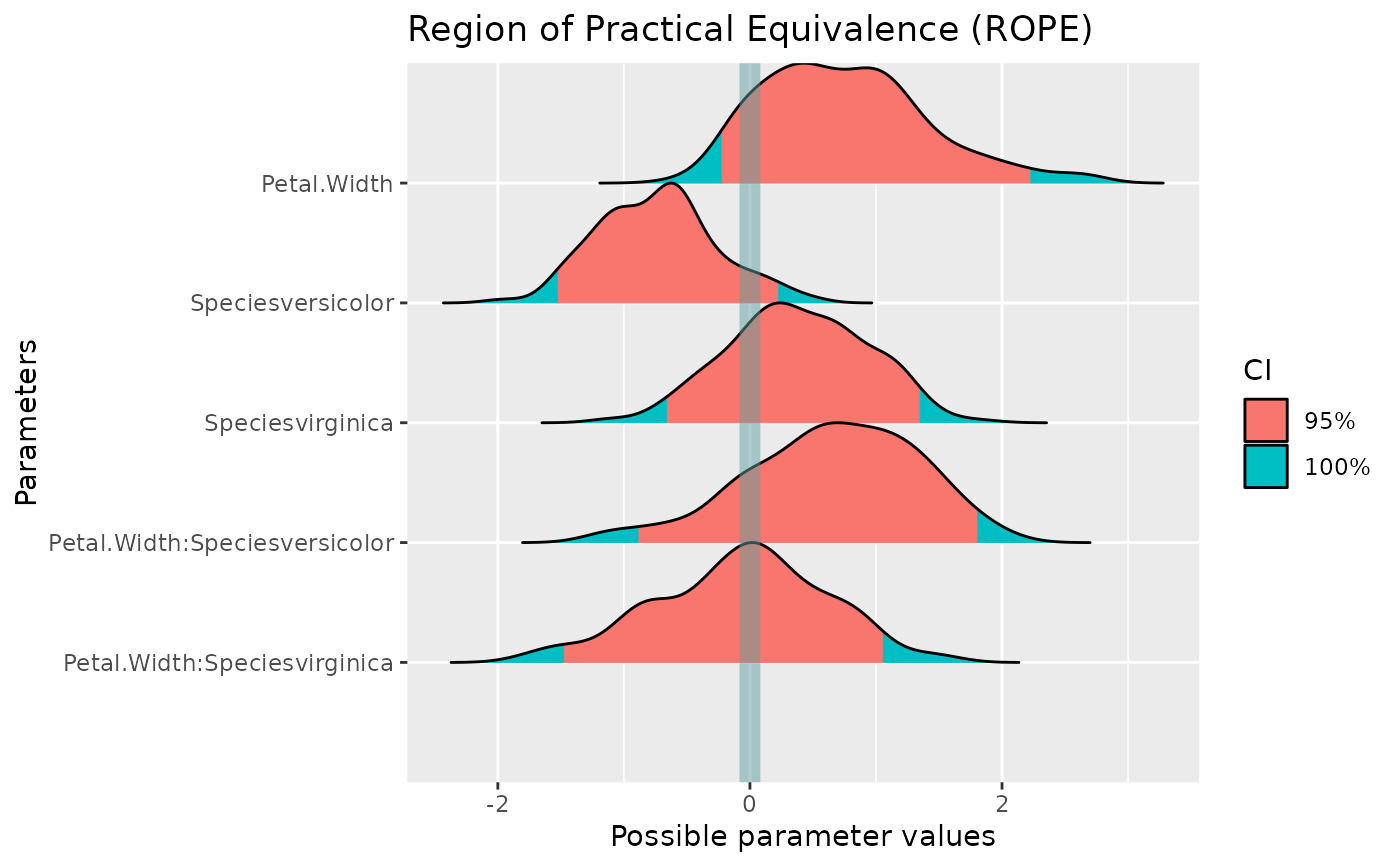 Region of Practical Equivalence (ROPE)
Parameters
Petal.Width
Speciesversicolor
Speciesvirginica
Petal.Width:Speciesversicolor
Petal.Width:Speciesvirginica
-2
0
2
Possible parameter values
CI
95%
100%